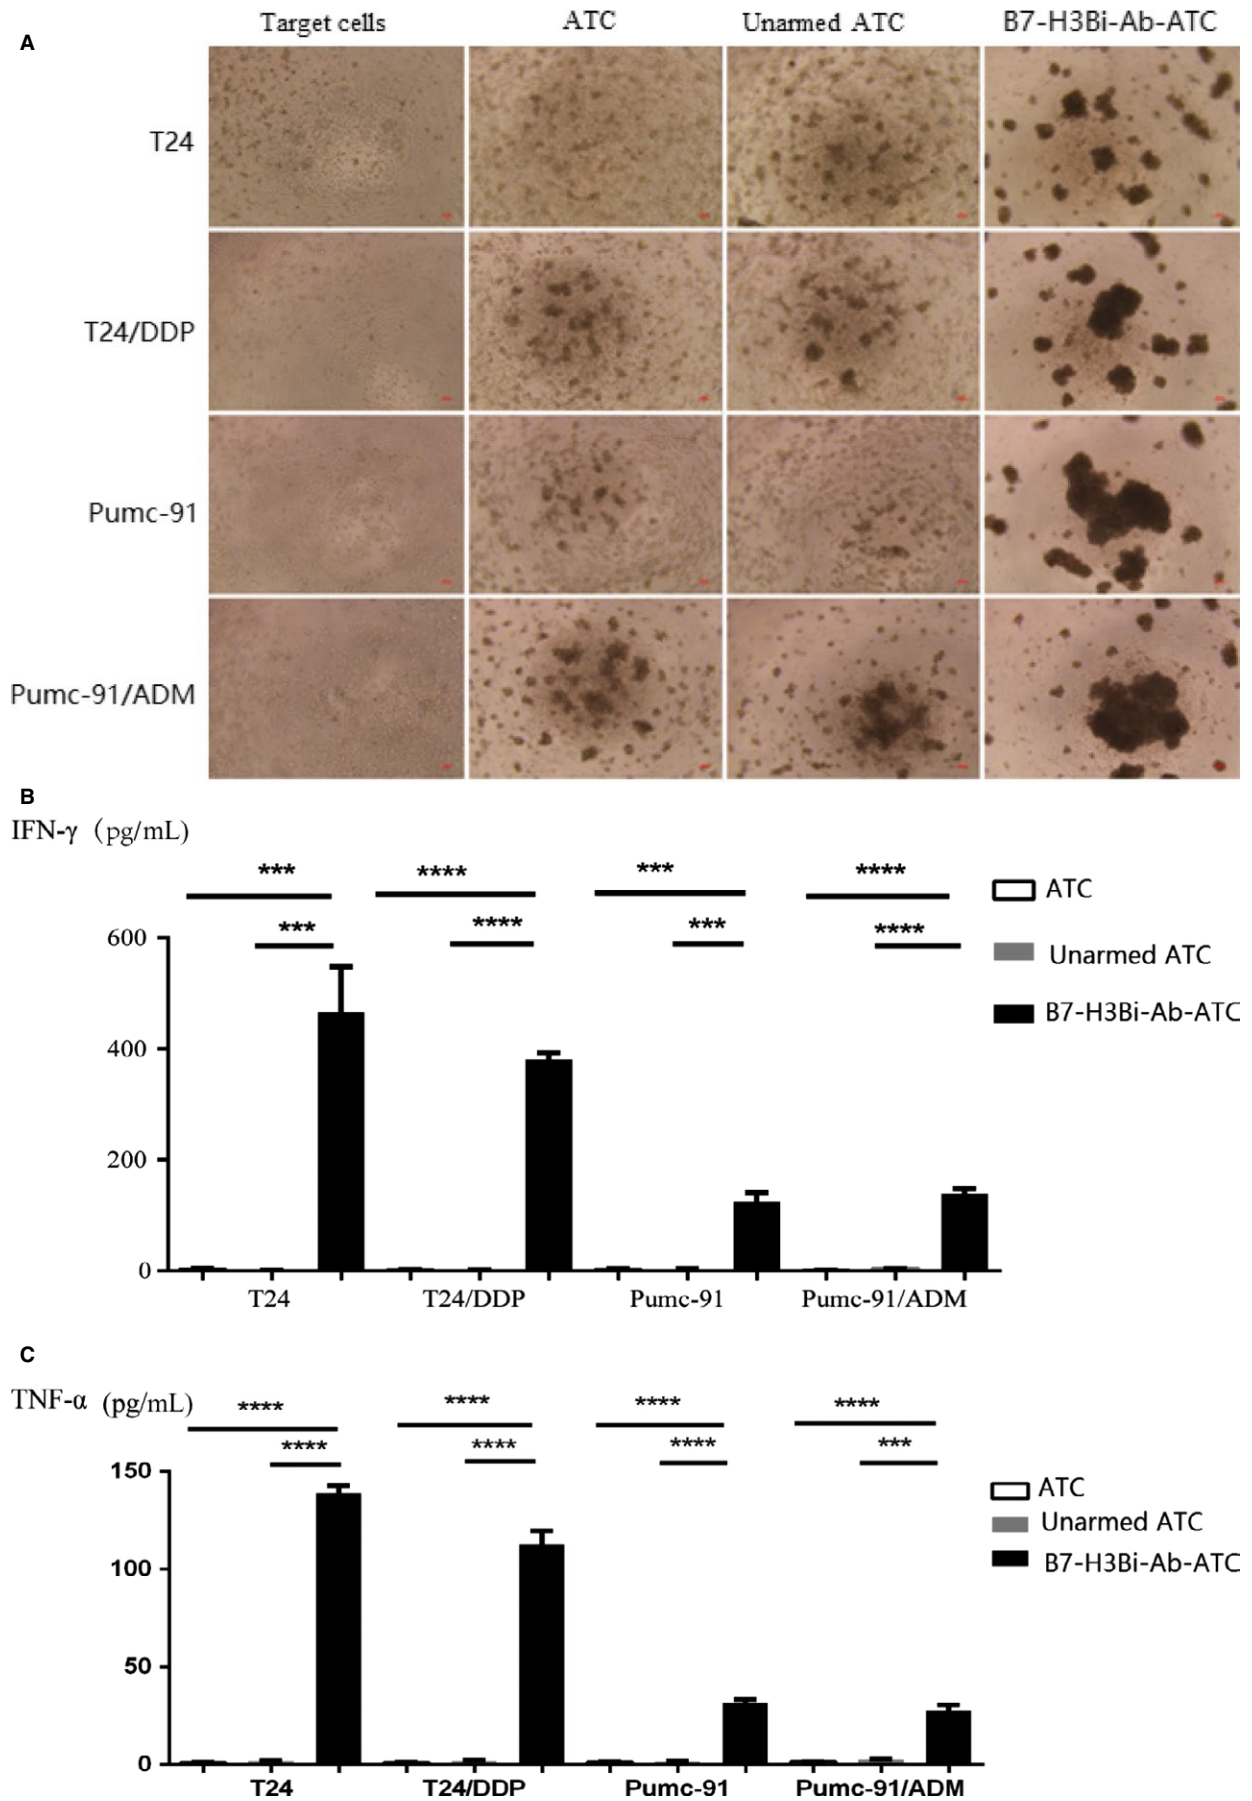 A
Target cells ATC Unarmed ATC B7-H3Bi-Ab-ATC
T24
T24/DDP
Pumc-91
Pumc-91/ADM
B
IFN-γ (pg/mL)
*** **** *** ****
*** **** *** ****
ATC
Unarmed ATC
B7-H3Bi-Ab-ATC
600
400
200
0
T24 T24/DDP Pumc-91 Pumc-91/ADM
C
TNF-α (pg/mL)
**** **** **** ****
**** **** **** ***
ATC
Unarmed ATC
B7-H3Bi-Ab-ATC
150
100
50
0
T24 T24/DDP Pumc-91 Pumc-91/ADM